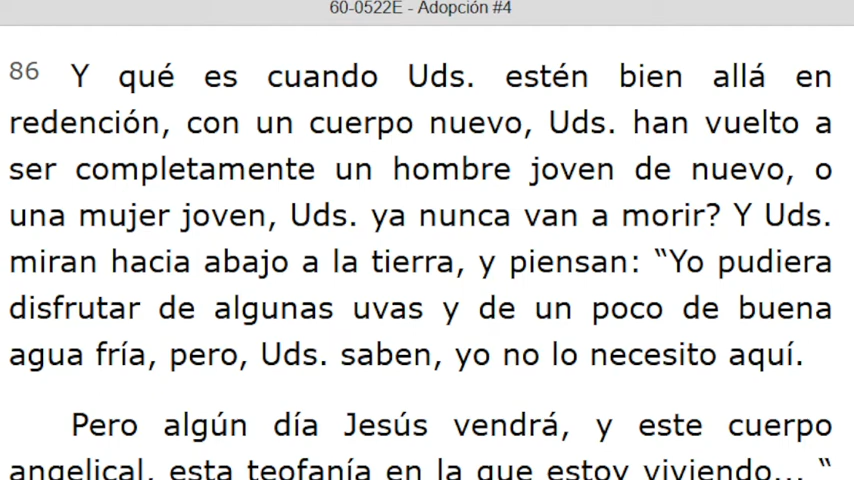 60-0522E - Adopción #4
86 Y qué es cuando Uds. estén bien allá en
redención, con un cuerpo nuevo, Uds. han vuelto a
ser completamente un hombre joven de nuevo, o
una mujer joven, Uds. ya nunca van a morir? Y Uds.
miran hacia abajo a la tierra, y piensan: “Yo pudiera
disfrutar de algunas uvas y de un poco de buena
agua fría, pero, Uds. saben, yo no lo necesito aquí.
Pero algún día Jesús vendrá, y este cuerpo
angelical, esta teofanía en la que estoy viviendo... “